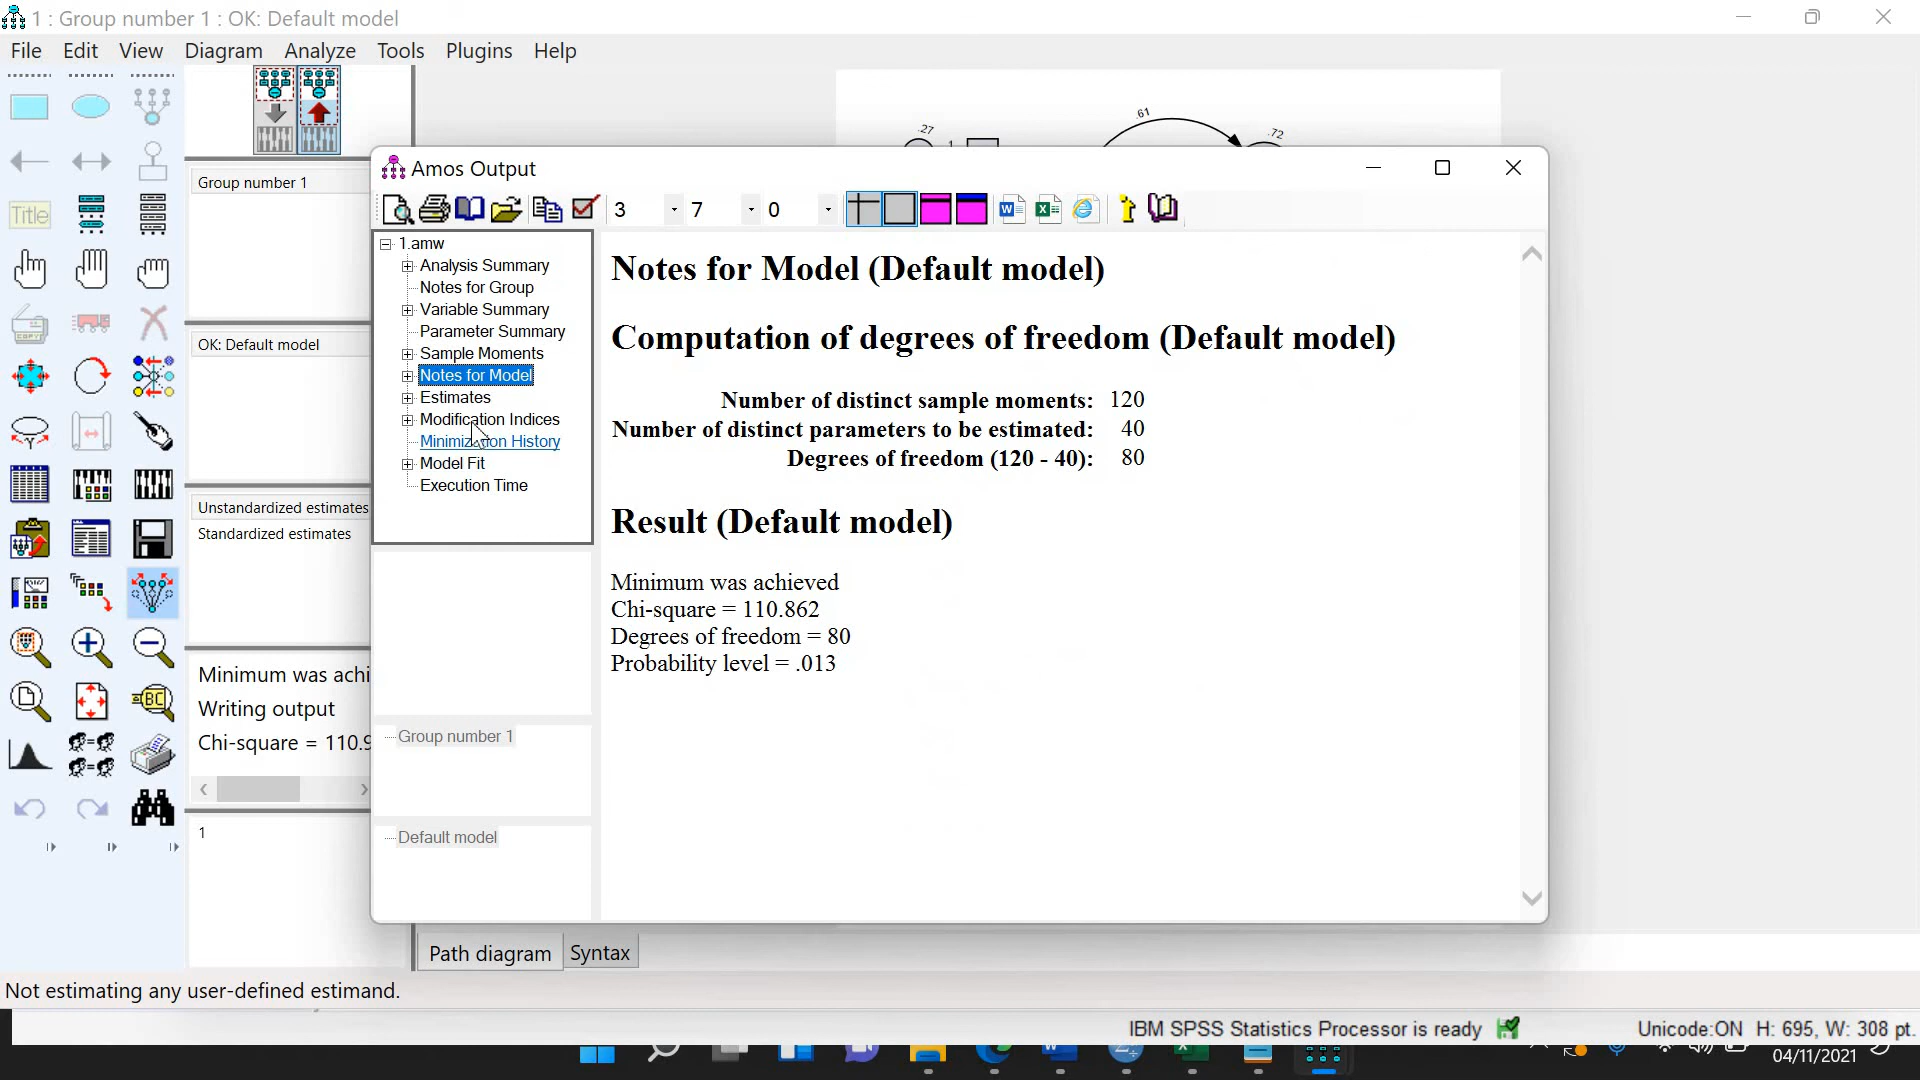 1 : Group number 1 : OK: Default model
File Edit View Diagram Analyze Tools Plugins Help
Title
Group number 1
OK: Default model
Unstandardized estimates
Standardized estimates
Minimum was achi
Writing output
Chi-square = 110.9
1
.27
1
.61
.72
Amos Output
3 7 0
1.amw
Analysis Summary
Notes for Group
Variable Summary
Parameter Summary
Sample Moments
Notes for Model
Estimates
Modification Indices
Minimization History
Model Fit
Execution Time
Group number 1
Default model
Notes for Model (Default model)
Computation of degrees of freedom (Default model)
Number of distinct sample moments: 120
Number of distinct parameters to be estimated: 40
Degrees of freedom (120 - 40): 80
Result (Default model)
Minimum was achieved
Chi-square = 110.862
Degrees of freedom = 80
Probability level = .013
Path diagram Syntax
Not estimating any user-defined estimand.
IBM SPSS Statistics Processor is ready Unicode:ON H: 695, W: 308 pt.
04/11/2021